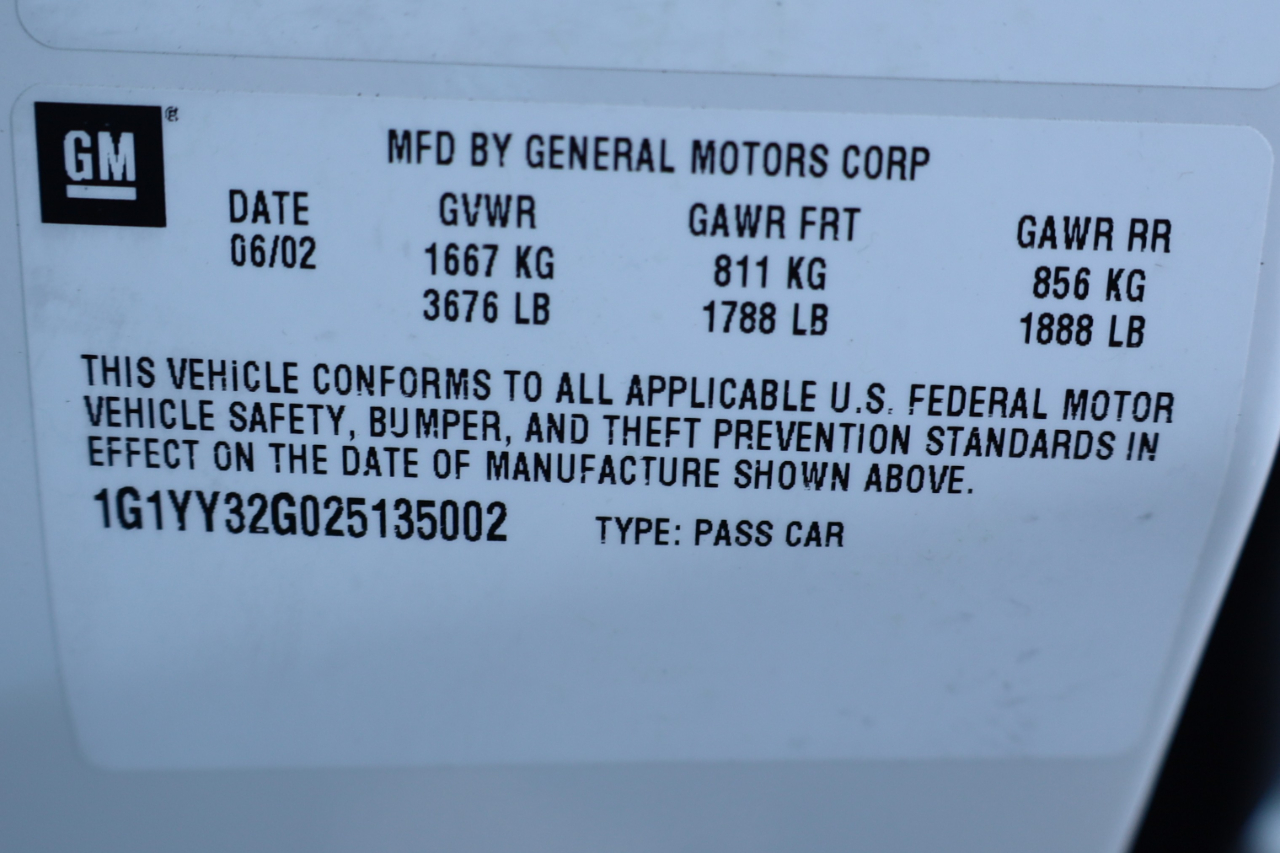 GM®
MFD BY GENERAL MOTORS CORP
DATE GVWR GAWR FRT GAWR RR
06/02 1667 KG 811 KG 856 KG
3676 LB 1788 LB 1888 LB
THIS VEHICLE CONFORMS TO ALL APPLICABLE U.S. FEDERAL MOTOR
VEHICLE SAFETY, BUMPER, AND THEFT PREVENTION STANDARDS IN
EFFECT ON THE DATE OF MANUFACTURE SHOWN ABOVE.
1G1YY32G025135002 TYPE: PASS CAR